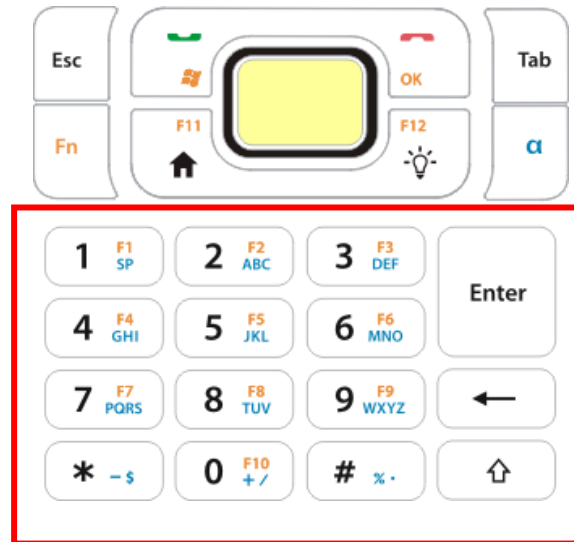 Esc
OK
Tab
Fn
F11
F12
α
1 F1 SP
2 F2 ABC
3 F3 DEF
Enter
4 F4 GHI
5 F5 JKL
6 F6 MNO
7 F7 PQRS
8 F8 TUV
9 F9 WXYZ
* – $
0 F10 + /
# % .